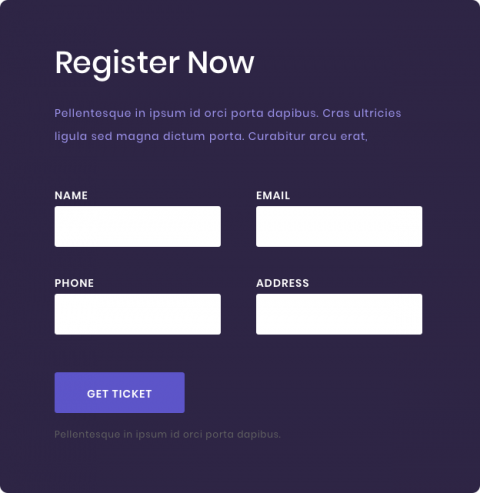 Register Now
Pellentesque in ipsum id orci porta dapibus. Cras ultricies
ligula sed magna dictum porta. Curabitur arcu erat,
NAME EMAIL
PHONE ADDRESS
GET TICKET
Pellentesque in ipsum id orci porta dapibus.